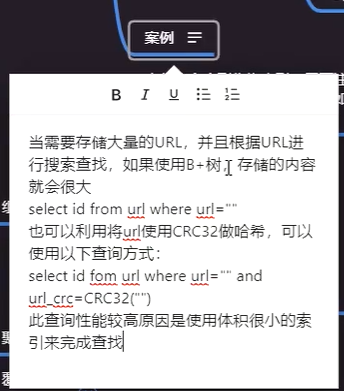 案例
B I U
当需要存储大量的URL，并且根据URL进
行搜索查找，如果使用B+树，存储的内容
就会很大
select id from url where url=""
也可以利用将url使用CRC32做哈希，可以
使用以下查询方式：
select id fom url where url="" and
url_crc=CRC32("")
此查询性能较高原因是使用体积很小的索
引来完成查找